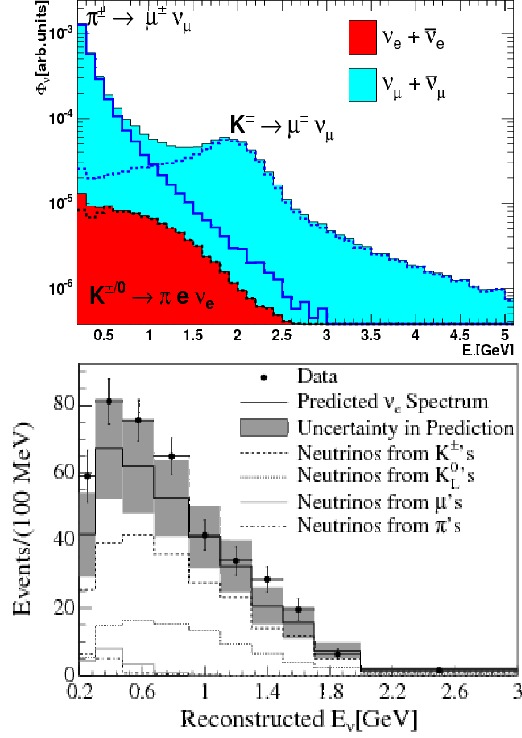 π± → μ± νμ
Φν[arb.units)
νe + ν̄e
νμ + ν̄μ
K± → μ± νμ
K±/0 → π e νe
10-3
10-4
10-5
10-6
0.5 1 1.5 2 2.5 3 3.5 4 4.5 5
E [GeV]
Data
Predicted νe Spectrum
Uncertainty in Prediction
Neutrinos from K±'s
Neutrinos from K0L's
Neutrinos from μ's
Neutrinos from π's
Events/(100 MeV)
80
60
40
20
0
0.2 0.6 1 1.4 1.8 2.2 2.6 3
Reconstructed Eν[GeV]